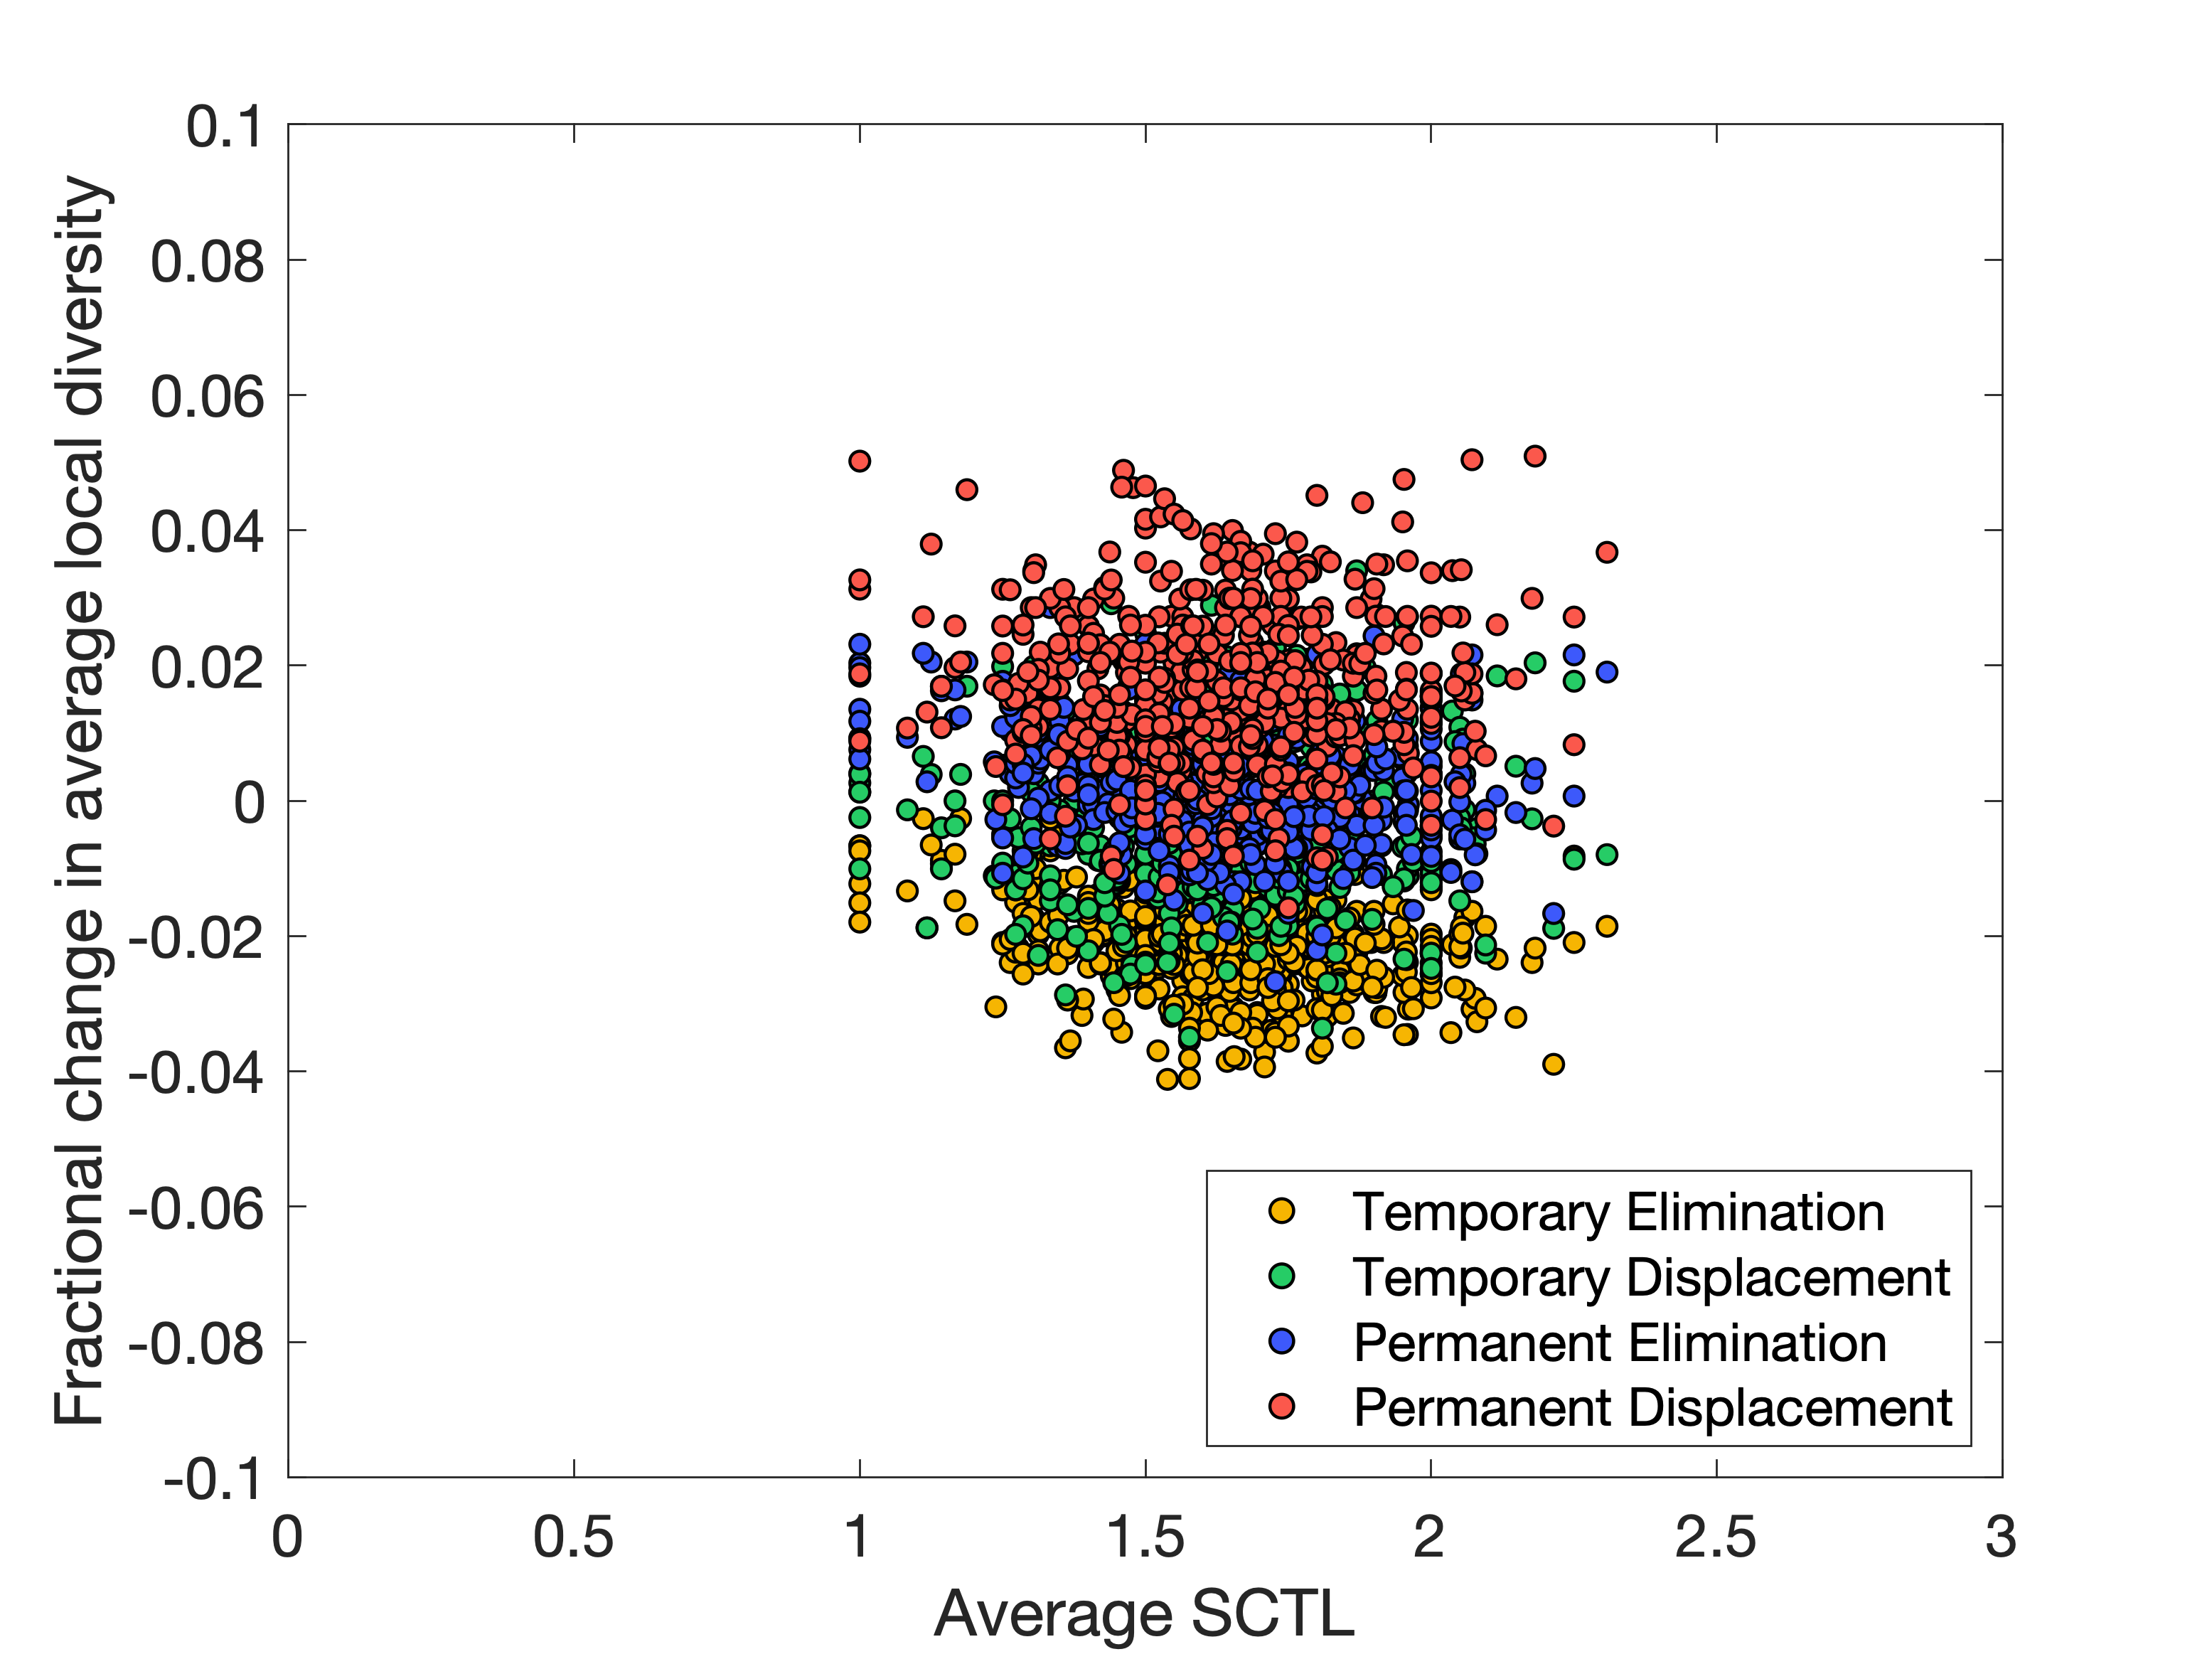 Fractional change in average local diversity
0.1
0.08
0.06
0.04
0.02
0
-0.02
-0.04
-0.06
-0.08
-0.1
Temporary Elimination
Temporary Displacement
Permanent Elimination
Permanent Displacement
0 0.5 1 1.5 2 2.5 3
Average SCTL